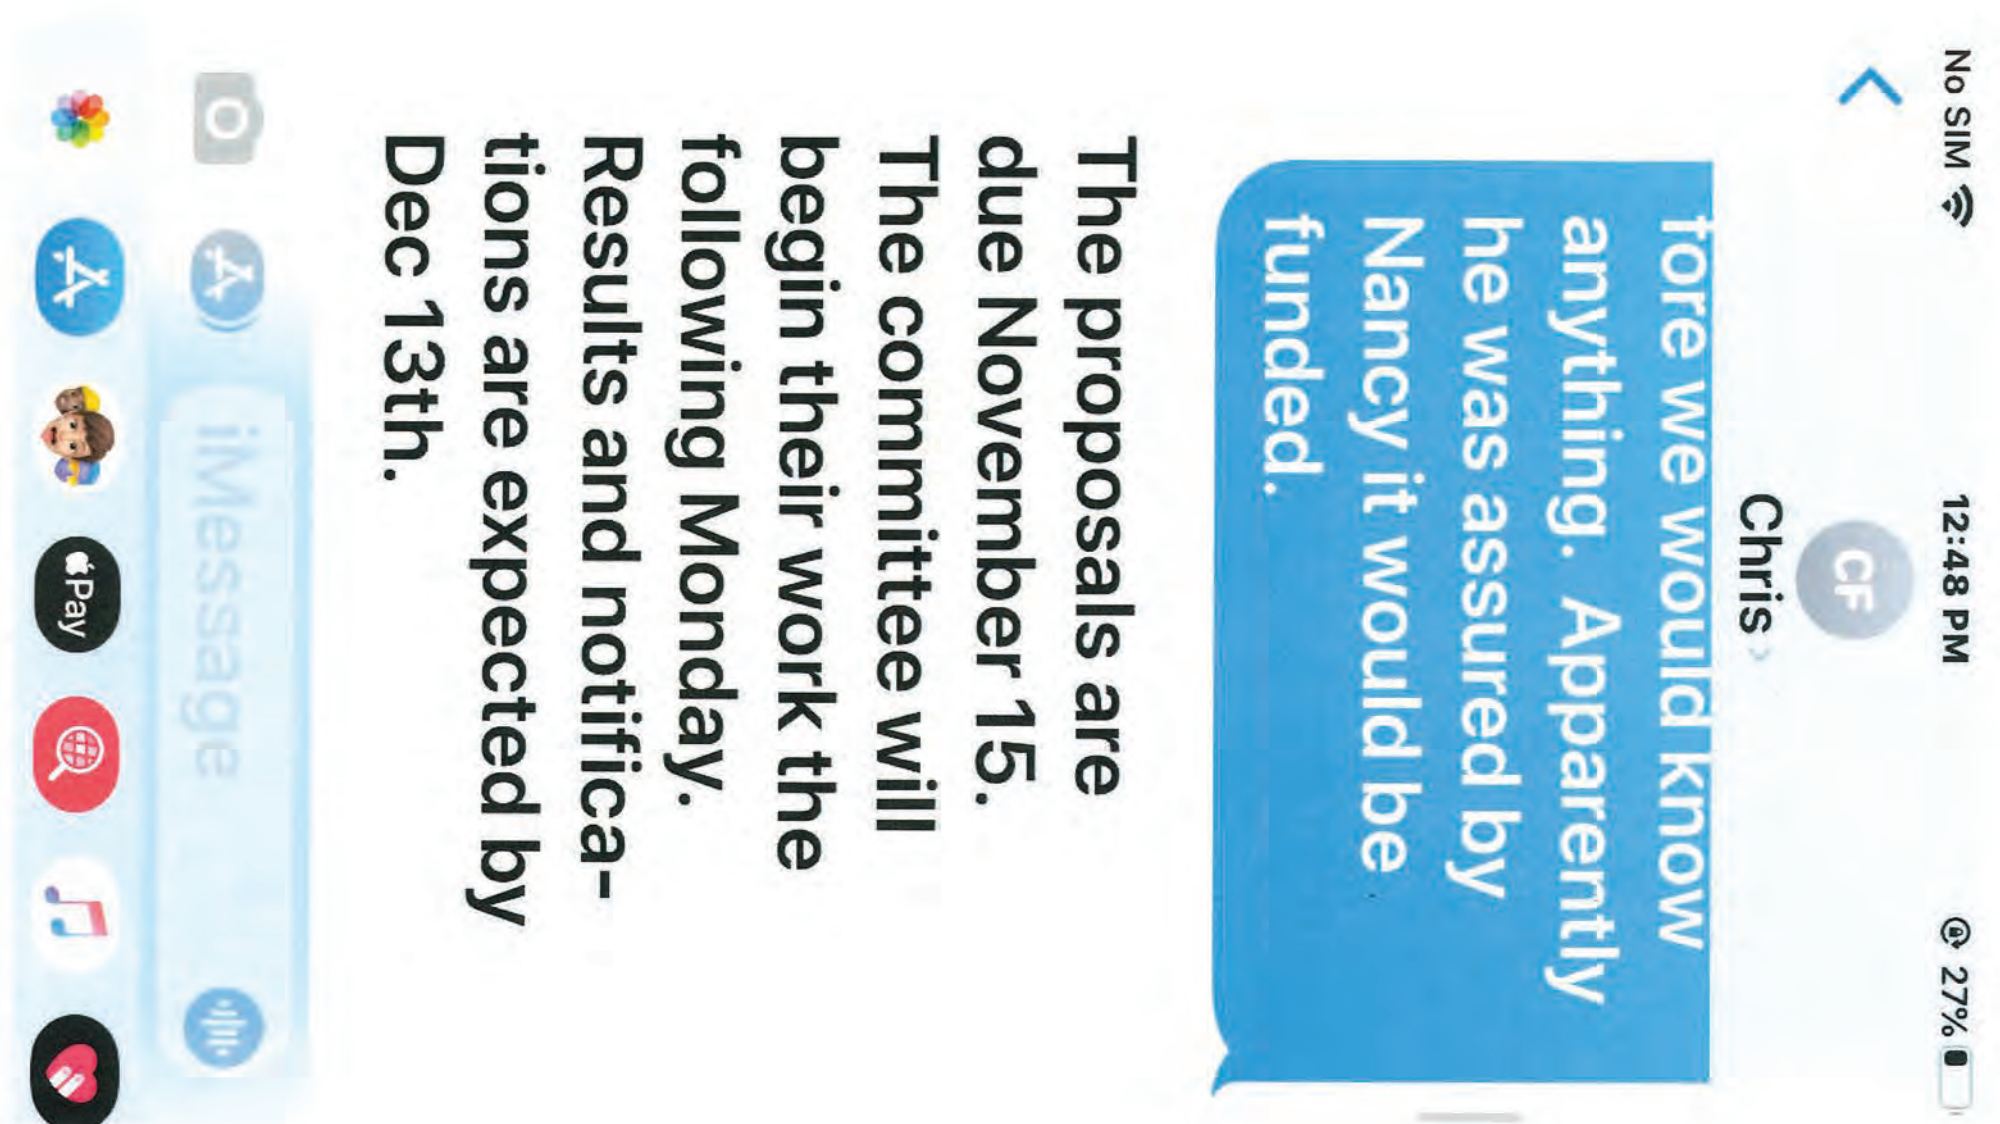 No SIM 12:48 PM 27%
CF
Chris
fore we would know
anything. Apparently
he was assured by
Nancy it would be
funded.
The proposals are
due November 15.
The committee will
begin their work the
following Monday.
Results and notifica-
tions are expected by
Dec 13th.
iMessage
Pay